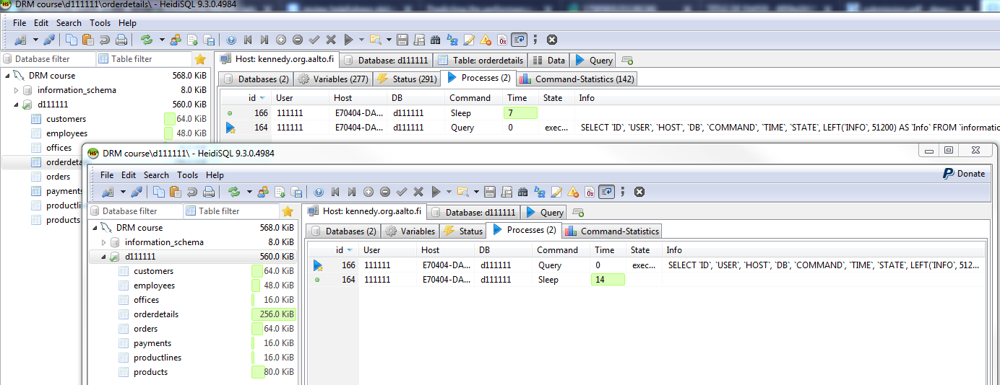 DRM course\d111111\orderdetails\ - HeidiSQL 9.3.0.4984
File Edit Search Tools Help
Database filter Table filter Host: kennedy.org.aalto.fi Database: d111111 Table: orderdetails Data Query
DRM course 568.0 KiB Databases (2) Variables (277) Status (291) Processes (2) Command-Statistics (142)
information_schema 8.0 KiB id User Host DB Command Time State Info
d111111 560.0 KiB
customers 64.0 KiB 166 111111 E70404-DA... d111111 Sleep 7
employees 48.0 KiB 164 111111 E70404-DA... d111111 Query 0 exec... SELECT `ID`, `USER`, `HOST`, `DB`, `COMMAND`, `TIME`, `STATE`, LEFT(`INFO`, 51200) AS `Info` FROM `informatio
offices
orderdeta
orders
payments
productlin
products
DRM course\d111111\ - HeidiSQL 9.3.0.4984
File Edit Search Tools Help Donate
Database filter Table filter Host: kennedy.org.aalto.fi Database: d111111 Query
DRM course 568.0 KiB Databases (2) Variables Status Processes (2) Command-Statistics
information_schema 8.0 KiB id User Host DB Command Time State Info
d111111 560.0 KiB 166 111111 E70404-DA... d111111 Query 0 exec... SELECT `ID`, `USER`, `HOST`, `DB`, `COMMAND`, `TIME`, `STATE`, LEFT(`INFO`, 512...
customers 64.0 KiB 164 111111 E70404-DA... d111111 Sleep 14
employees 48.0 KiB
offices 16.0 KiB
orderdetails 256.0 KiB
orders 64.0 KiB
payments 16.0 KiB
productlines 16.0 KiB
products 80.0 KiB